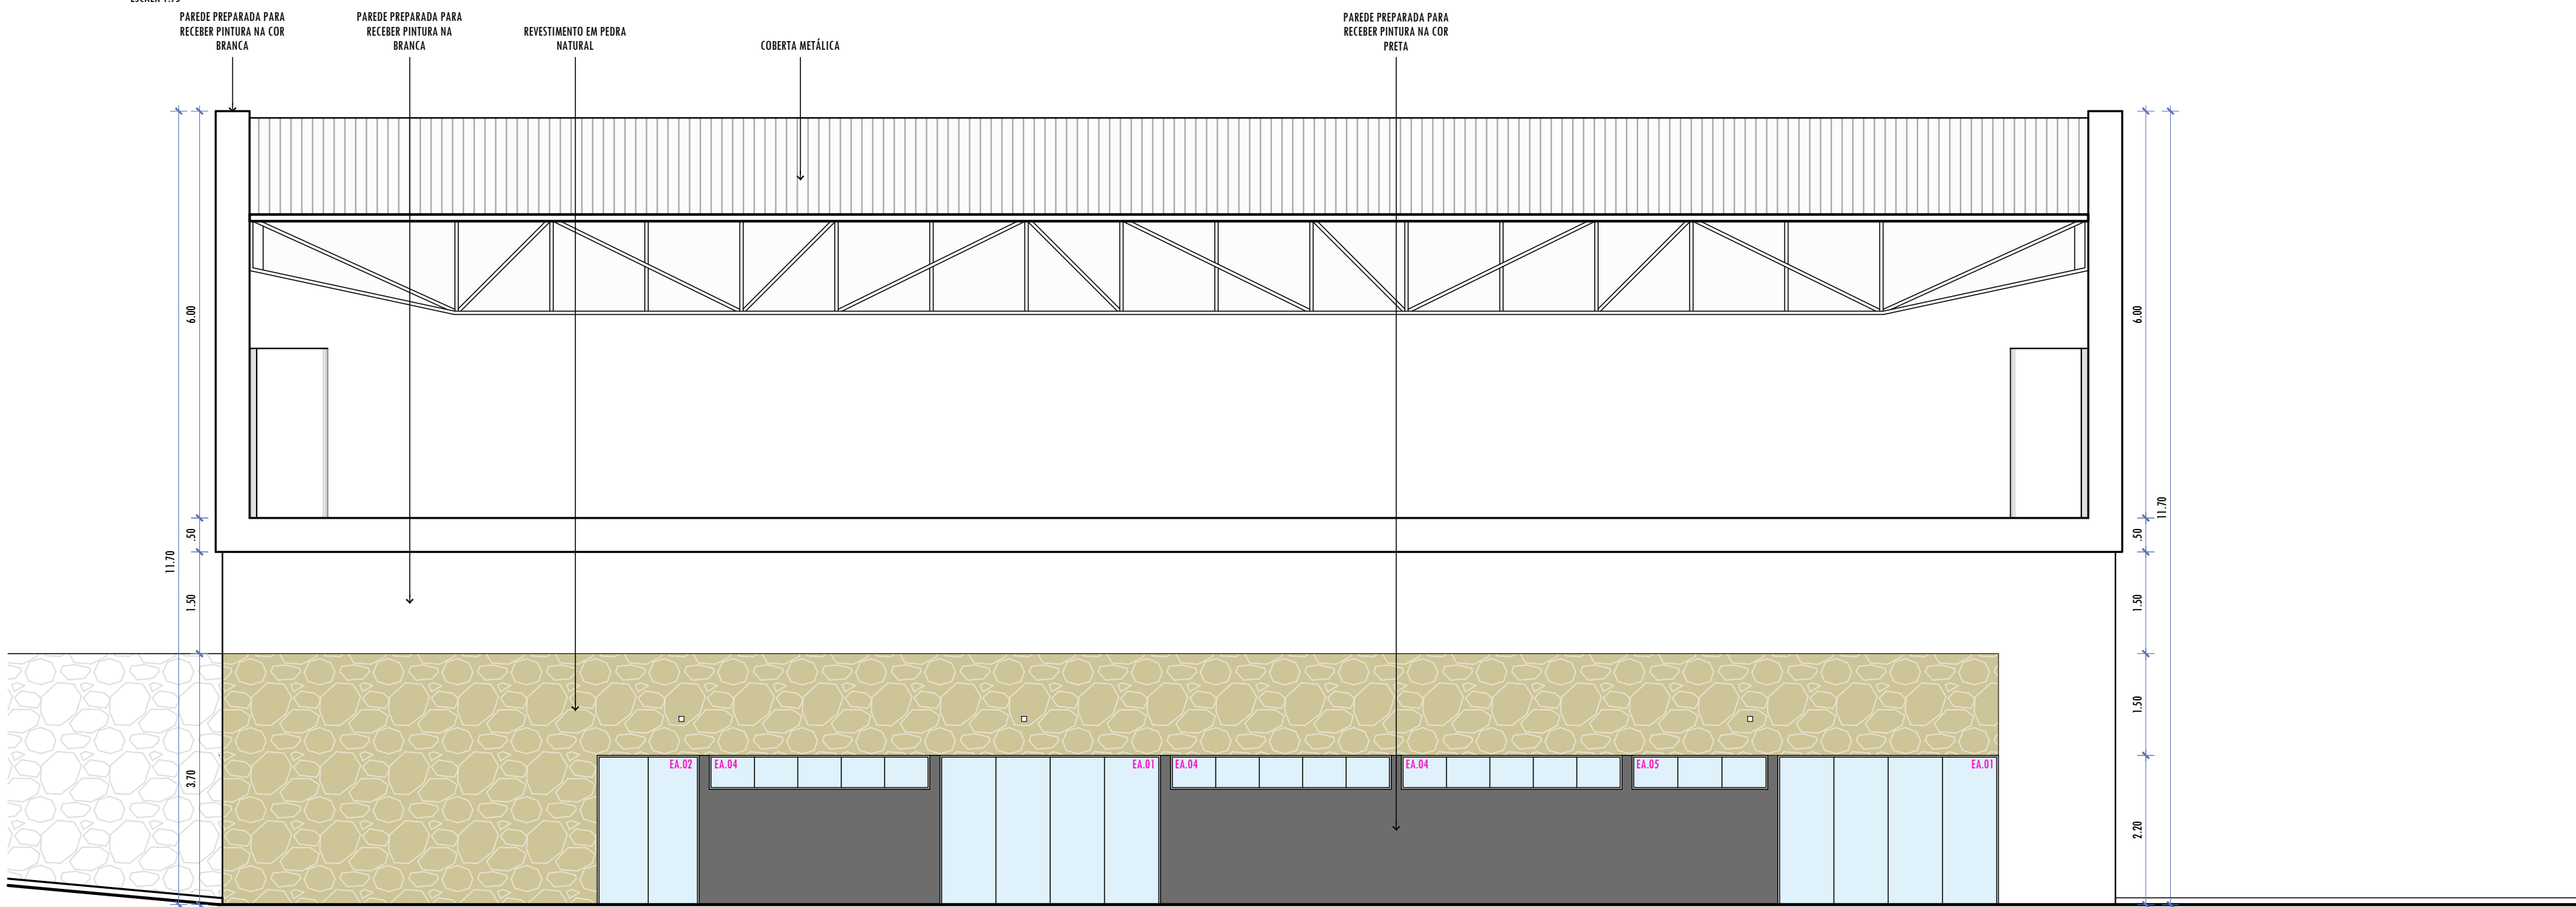 ESCALA 1:75
PAREDE PREPARADA PARA
RECEBER PINTURA NA COR
BRANCA
PAREDE PREPARADA PARA
RECEBER PINTURA NA
BRANCA
REVESTIMENTO EM PEDRA
NATURAL
COBERTA METÁLICA
PAREDE PREPARADA PARA
RECEBER PINTURA NA COR
PRETA
6.00
.50
11.70
1.50
3.70
6.00
11.70
.50
1.50
1.50
2.20
EA.02
EA.04
EA.01
EA.04
EA.04
EA.05
EA.01